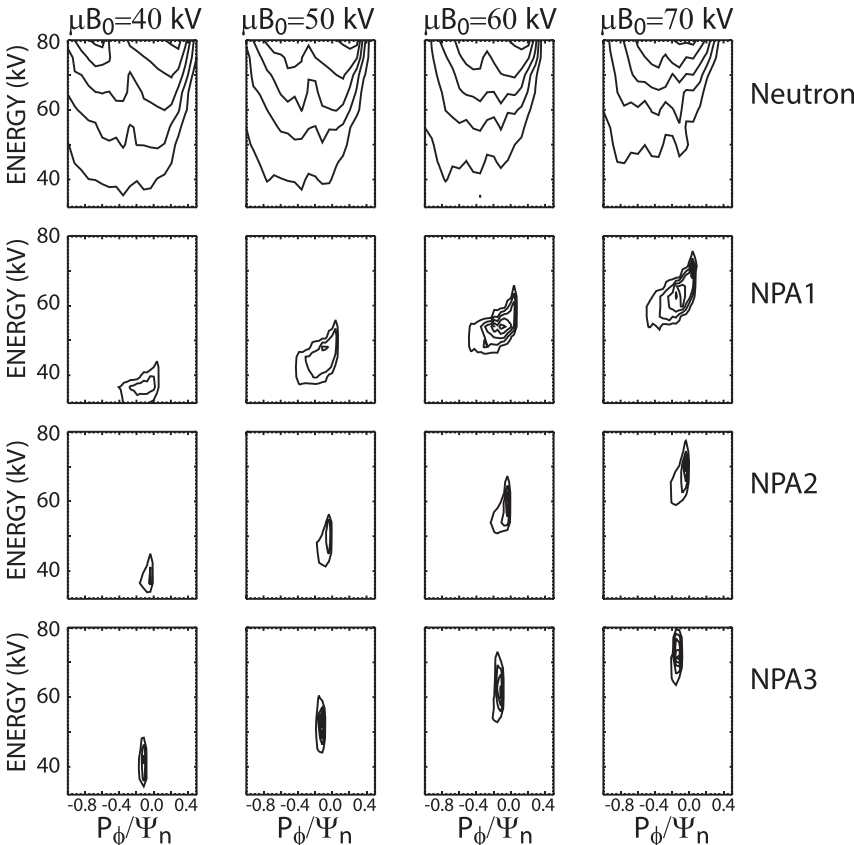 μB₀=40 kV μB₀=50 kV μB₀=60 kV μB₀=70 kV
80
60
40
ENERGY (kV)
Neutron
80
60
40
ENERGY (kV)
NPA1
80
60
40
ENERGY (kV)
NPA2
80
60
40
ENERGY (kV)
NPA3
-0.8 -0.4 0.0 0.4 -0.8 -0.4 0.0 0.4 -0.8 -0.4 0.0 0.4 -0.8 -0.4 0.0 0.4
Pϕ/Ψn Pϕ/Ψn Pϕ/Ψn Pϕ/Ψn